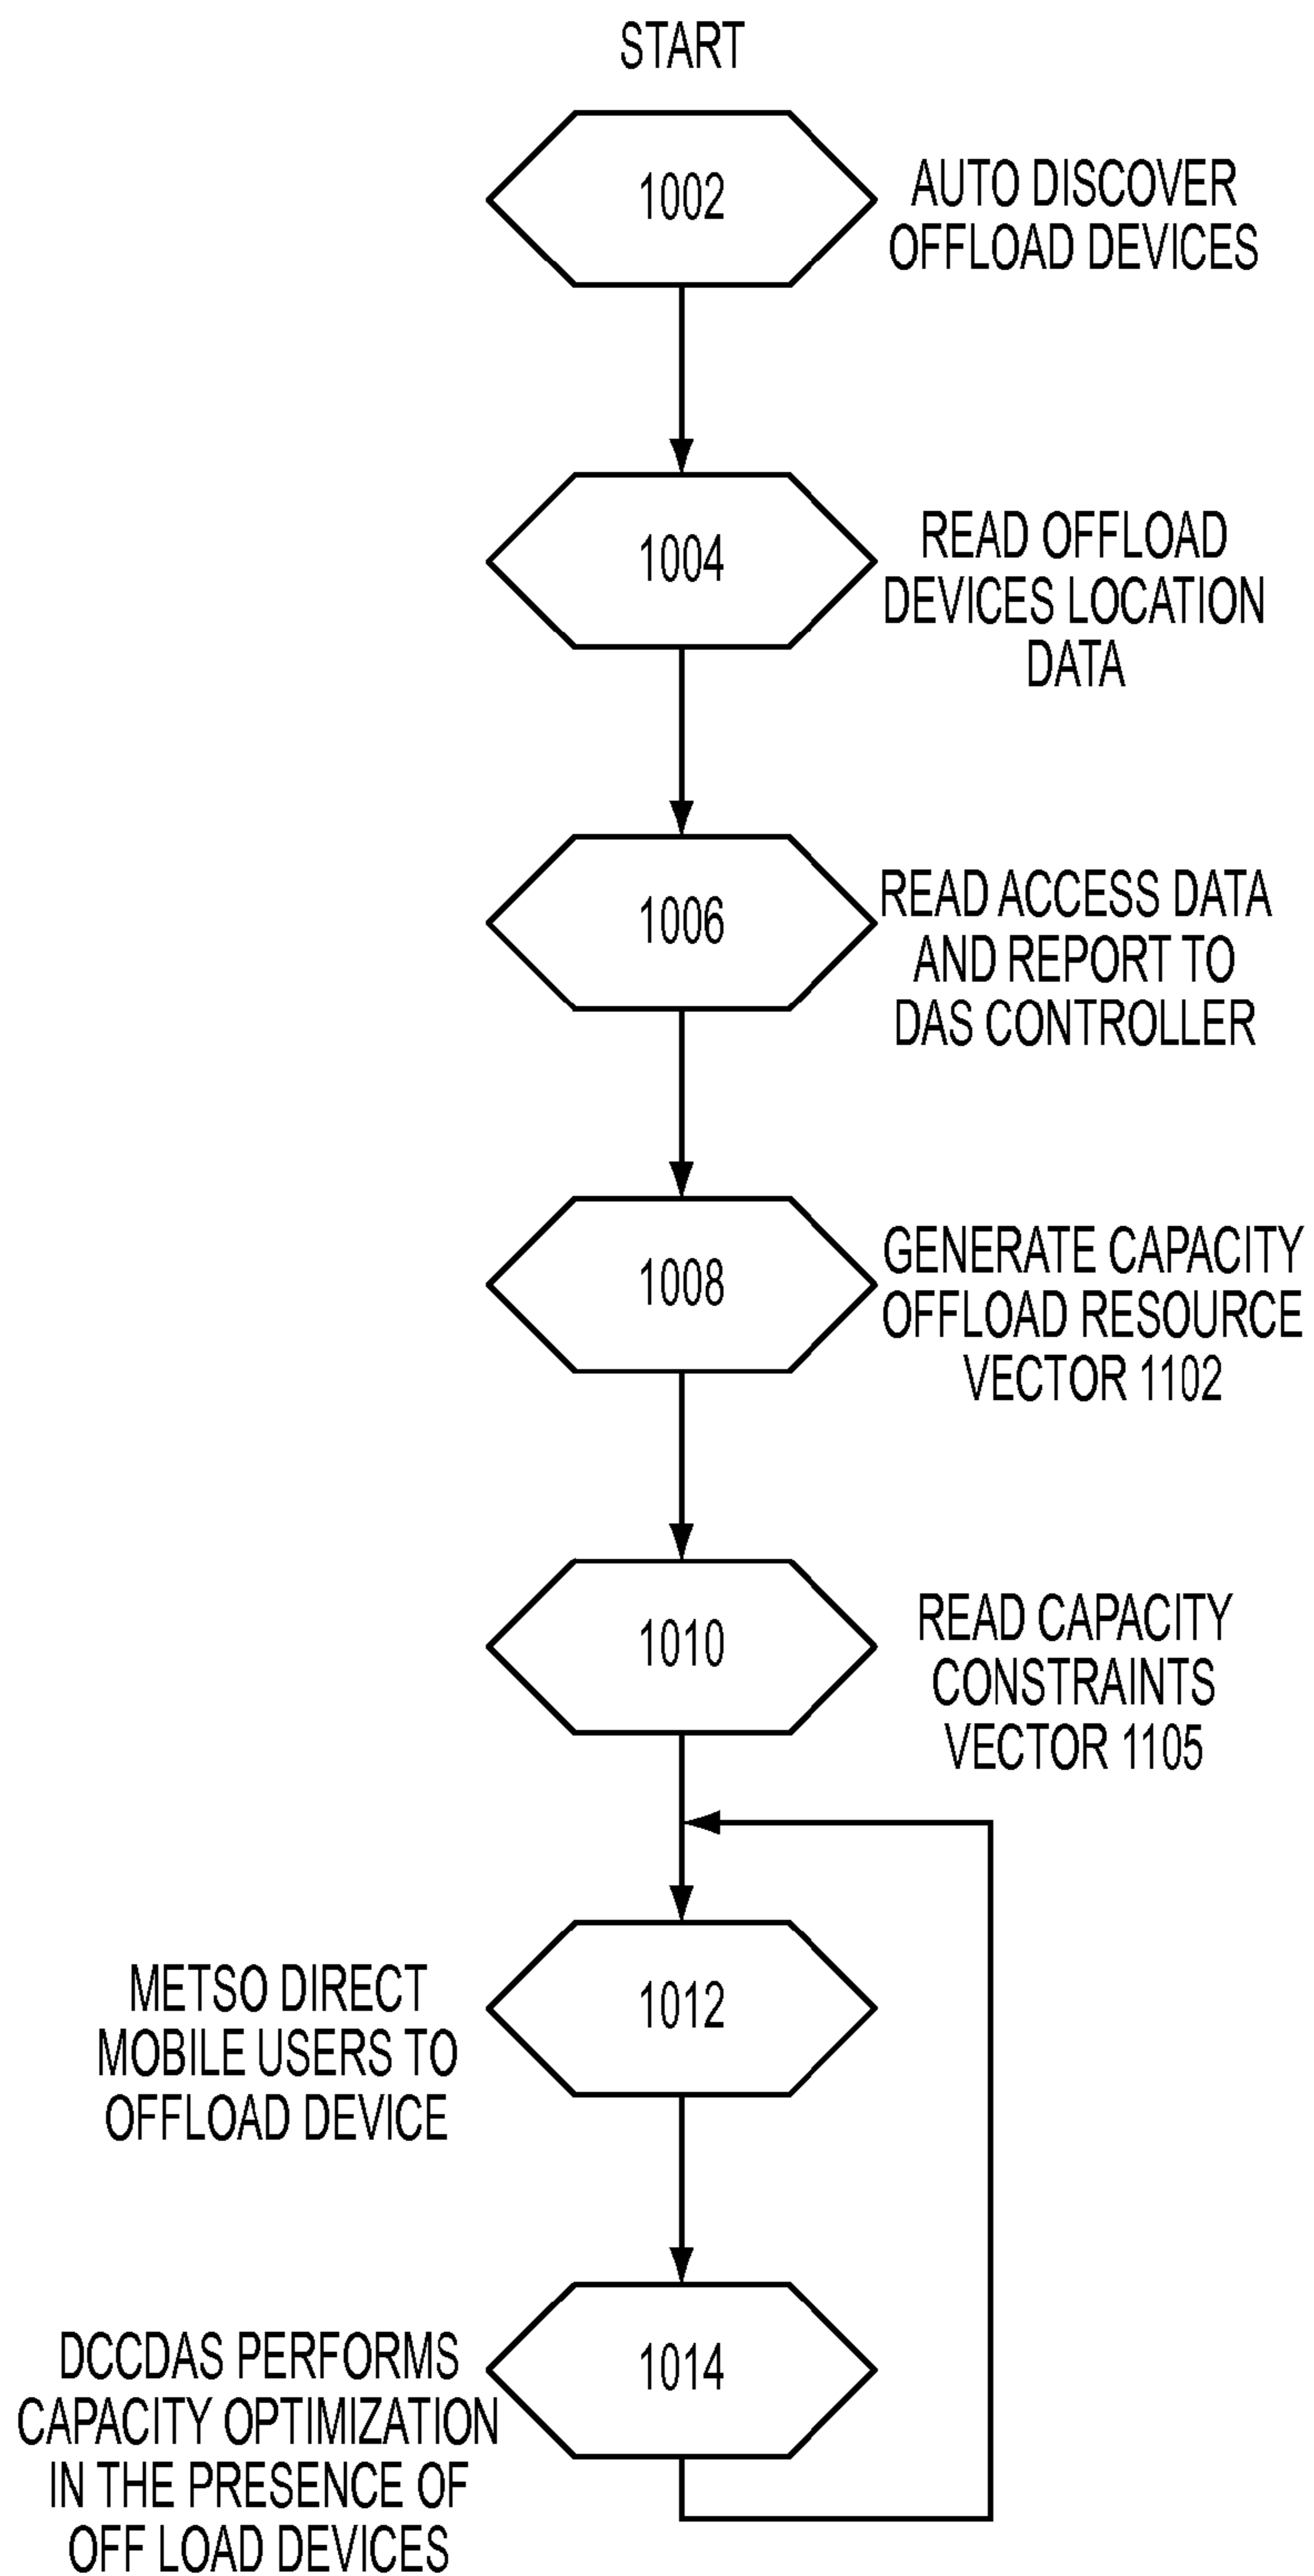 START
1002
AUTO DISCOVER
OFFLOAD DEVICES
1004
READ OFFLOAD
DEVICES LOCATION
DATA
1006
READ ACCESS DATA
AND REPORT TO
DAS CONTROLLER
1008
GENERATE CAPACITY
OFFLOAD RESOURCE
VECTOR 1102
1010
READ CAPACITY
CONSTRAINTS
VECTOR 1105
METSO DIRECT
MOBILE USERS TO
OFFLOAD DEVICE
1012
DCCDAS PERFORMS
CAPACITY OPTIMIZATION
IN THE PRESENCE OF
OFF LOAD DEVICES
1014